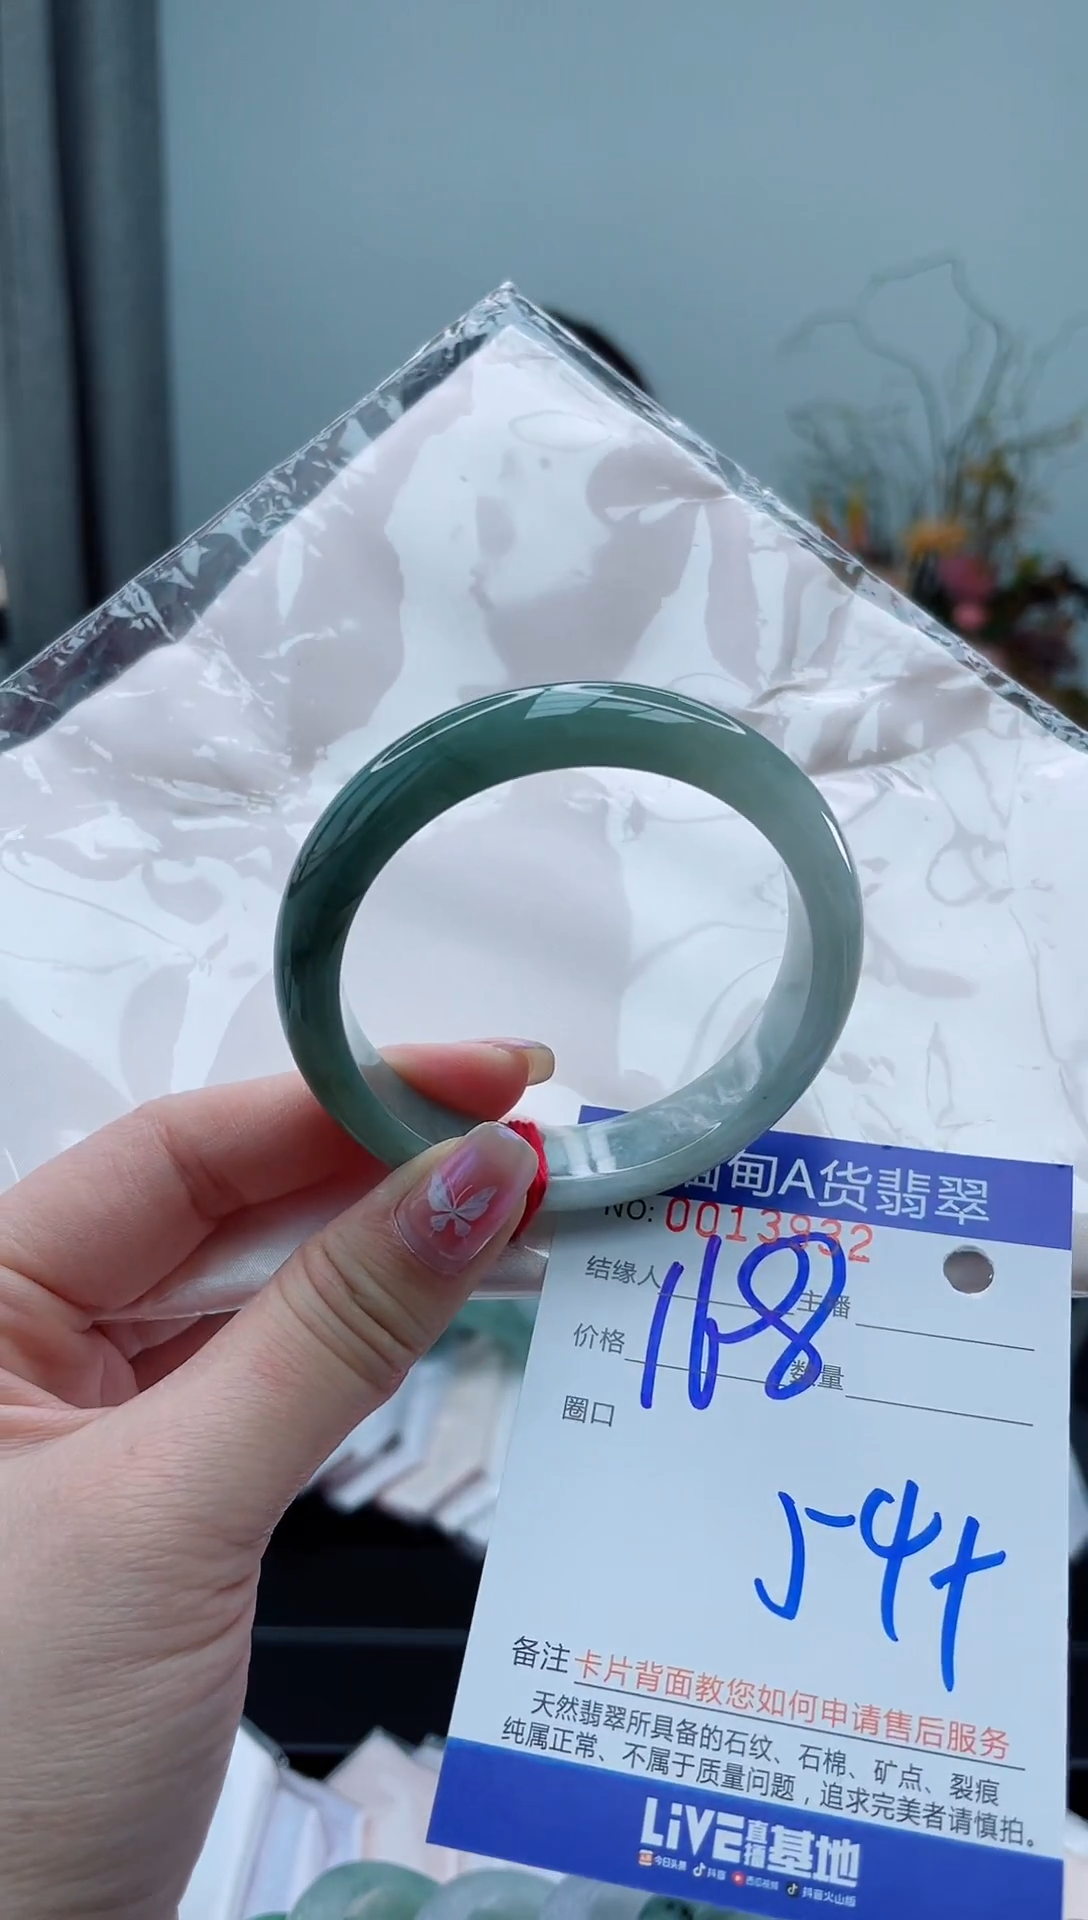 缅甸A货翡翠
NO: 0013932
168
结缘人 主播
价格 数量
圈口
54+
备注 卡片背面教您如何申请售后服务
天然翡翠所具备的石纹、石棉、矿点、裂痕
纯属正常、不属于质量问题，追求完美者请慎拍。
LiVE直播基地
今日头条 抖音 西瓜视频 抖音火山版